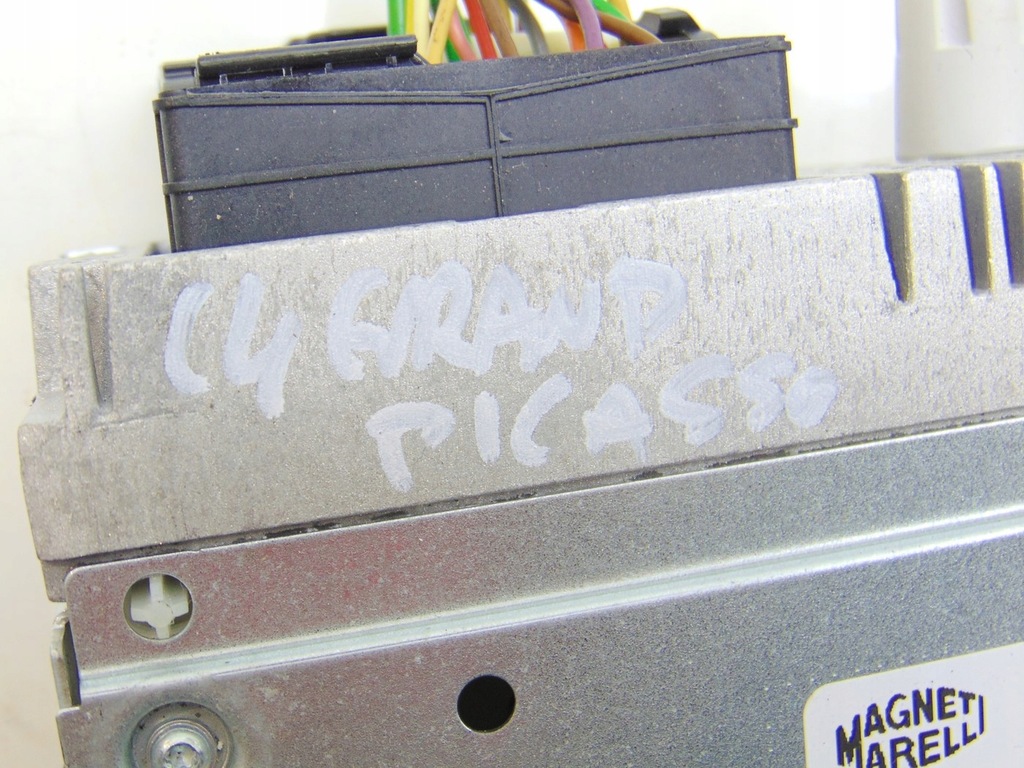 C4 GRAND
PICASSO
MAGNETI
MARELLI